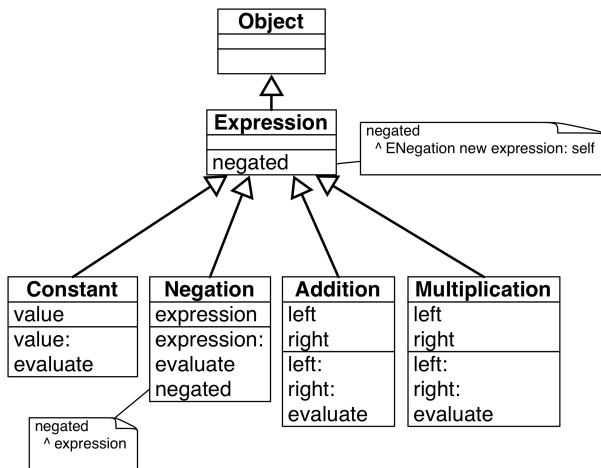 Object
Expression
negated
negated
^ ENegation new expression: self
Constant
value
value:
evaluate
Negation
expression
expression:
evaluate
negated
Addition
left
right
left:
right:
evaluate
Multiplication
left
right
left:
right:
evaluate
negated
^ expression